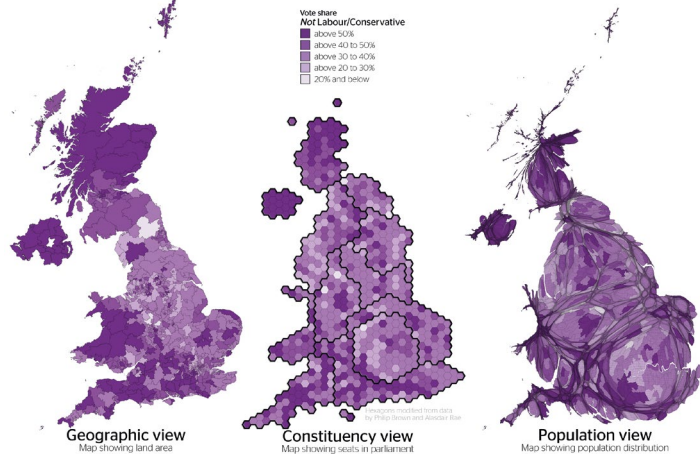 Vote share
Not Labour/Conservative
above 50%
above 40 to 50%
above 30 to 40%
above 20 to 30%
20% and below
Hexagons modified from data
by Philip Brown and Alasdair Rae
Geographic view
Map showing land area
Constituency view
Map showing seats in parliament
Population view
Map showing population distribution